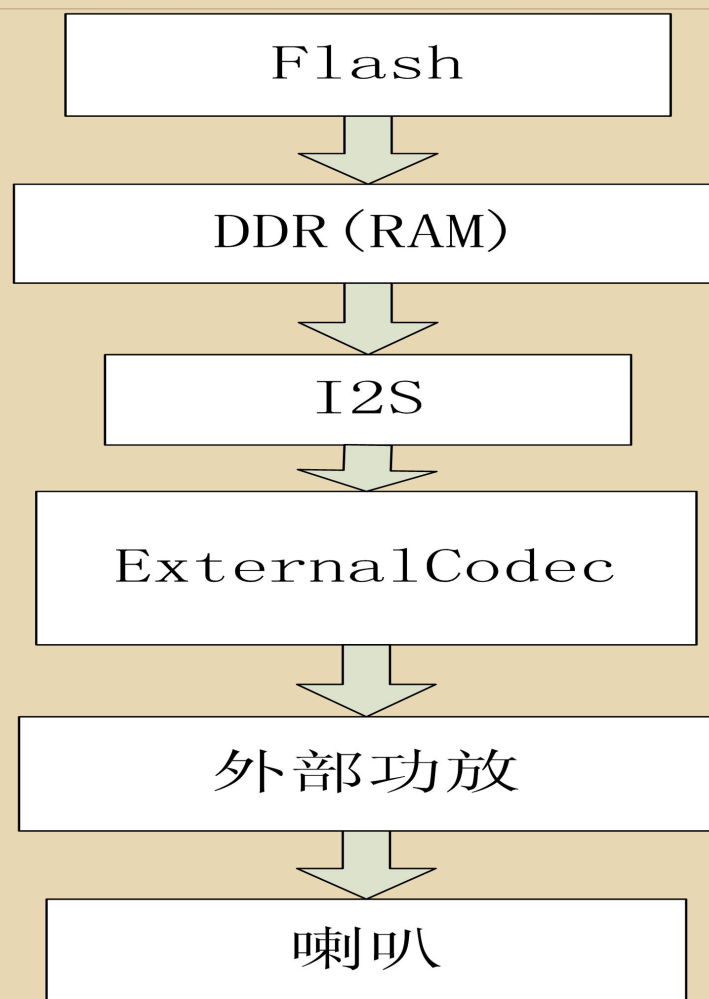 Flash
DDR(RAM)
I2S
ExternalCodec
外部功放
喇叭